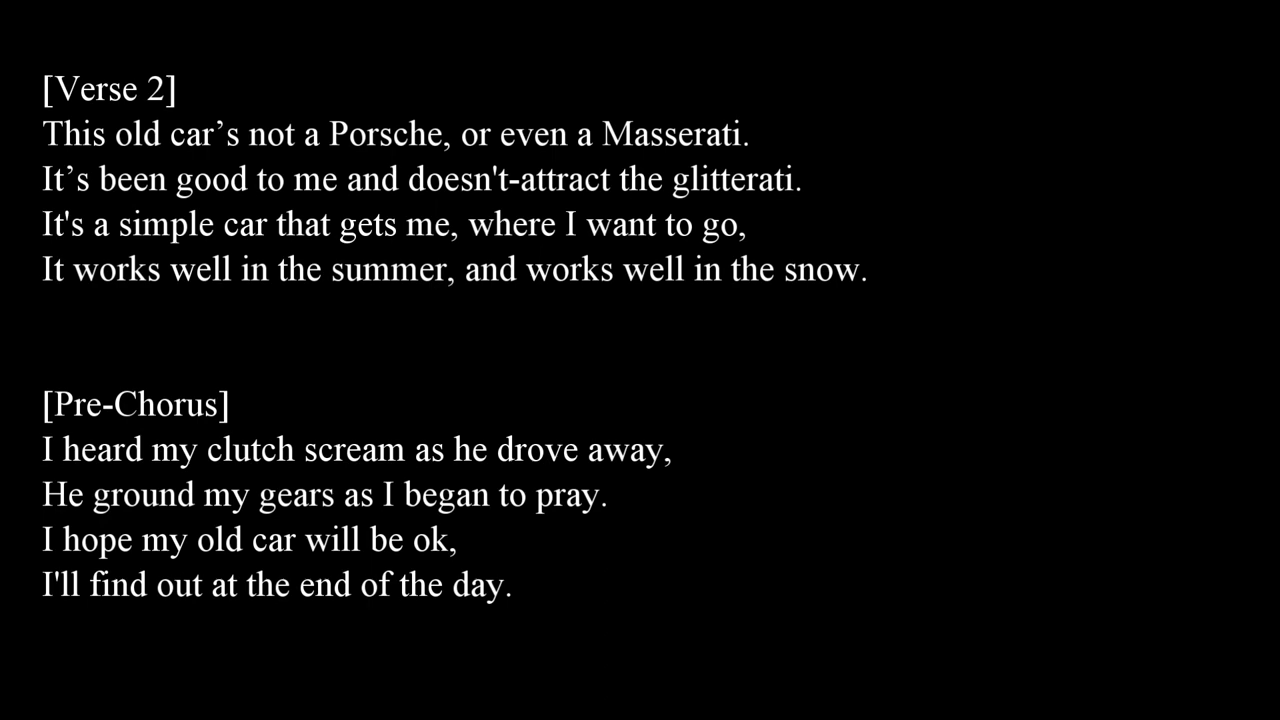 [Verse 2]
This old car’s not a Porsche, or even a Masserati.
It’s been good to me and doesn't-attract the glitterati.
It's a simple car that gets me, where I want to go,
It works well in the summer, and works well in the snow.
[Pre-Chorus]
I heard my clutch scream as he drove away,
He ground my gears as I began to pray.
I hope my old car will be ok,
I'll find out at the end of the day.